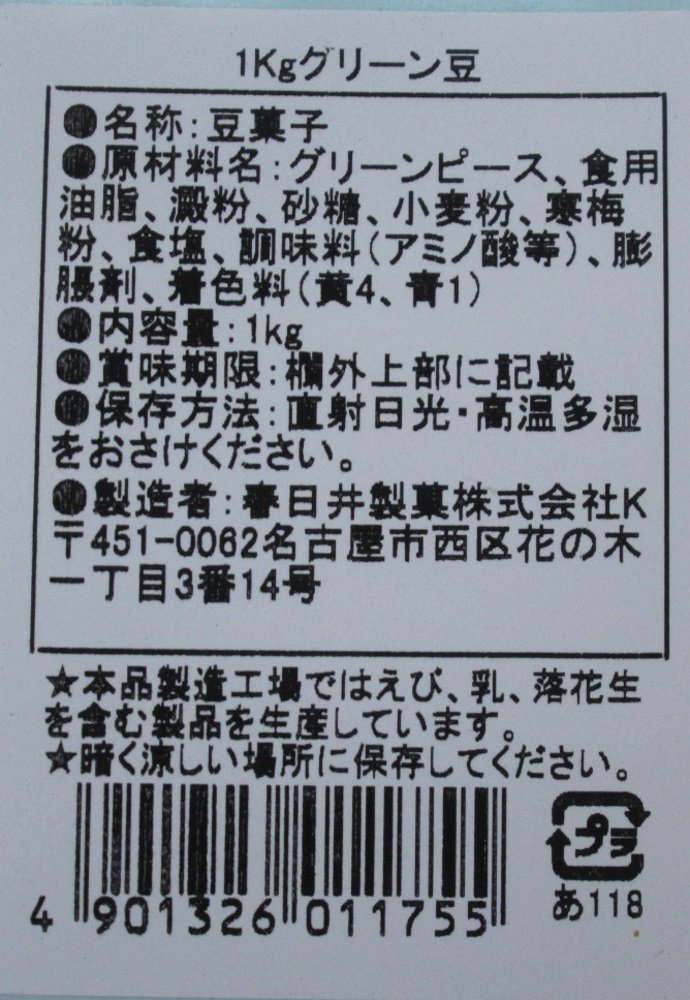 1Kgグリーン豆
●名称:豆菓子
●原材料名:グリーンピース、食用
油脂、澱粉、砂糖、小麦粉、寒梅
粉、食塩、調味料(アミノ酸等)、膨
脹剤、着色料(黄4、青1)
●内容量:1kg
●賞味期限:欄外上部に記載
●保存方法:直射日光・高温多湿
をおさけください。
●製造者:春日井製菓株式会社K
〒451-0062名古屋市西区花の木
一丁目3番14号
★本品製造工場ではえび、乳、落花生
を含む製品を生産しています。
★暗く涼しい場所に保存してください。
プラ
あ118
4 901326 011755